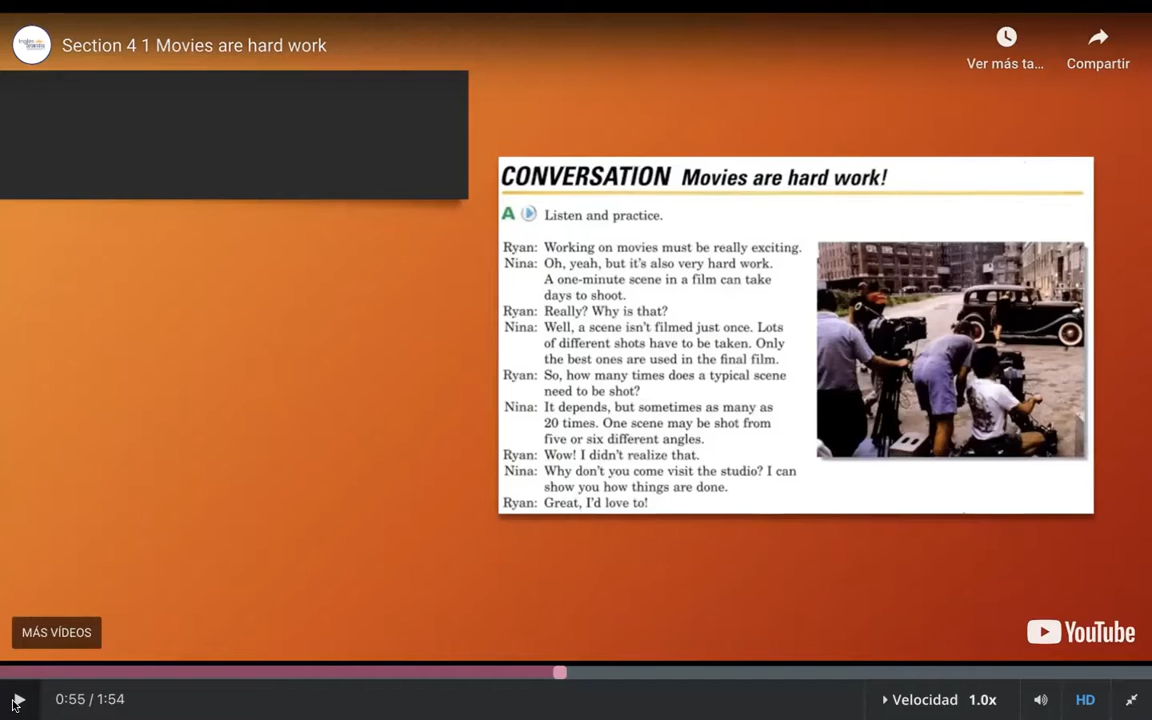 Section 4 1 Movies are hard work
Ver más ta...
Compartir
CONVERSATION Movies are hard work!
A Listen and practice.
Ryan: Working on movies must be really exciting.
Nina: Oh, yeah, but it's also very hard work.
A one-minute scene in a film can take
days to shoot.
Ryan: Really? Why is that?
Nina: Well, a scene isn't filmed just once. Lots
of different shots have to be taken. Only
the best ones are used in the final film.
Ryan: So, how many times does a typical scene
need to be shot?
Nina: It depends, but sometimes as many as
20 times. One scene may be shot from
five or six different angles.
Ryan: Wow! I didn't realize that.
Nina: Why don't you come visit the studio? I can
show you how things are done.
Ryan: Great, I'd love to!
MÁS VÍDEOS
YouTube
0:55 / 1:54
Velocidad 1.0x
HD